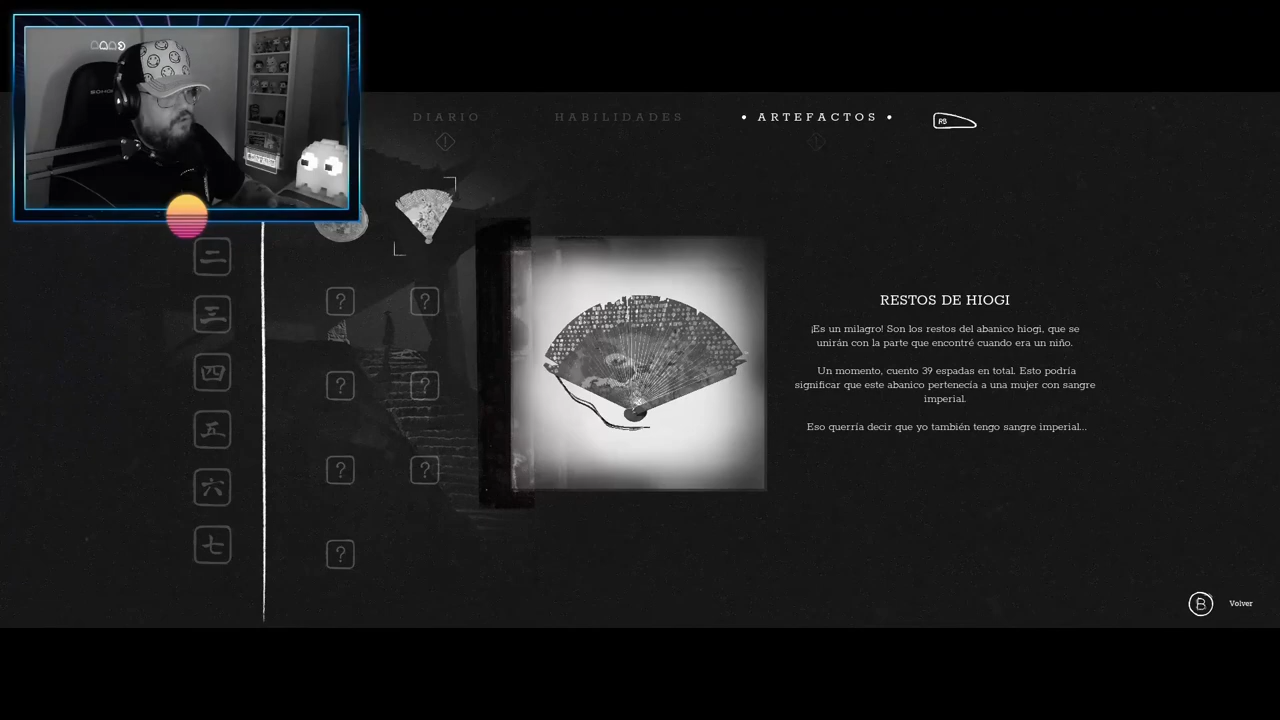 DIARIO
HABILIDADES
• ARTEFACTOS •
RB
二
三
四
五
六
七
?
?
?
?
?
?
?
RESTOS DE HIOGI
¡Es un milagro! Son los restos del abanico hiogi, que se
unirán con la parte que encontré cuando era un niño.
Un momento, cuento 39 espadas en total. Esto podría
significar que este abanico pertenecía a una mujer con sangre
imperial.
Eso querría decir que yo también tengo sangre imperial...
B
Volver